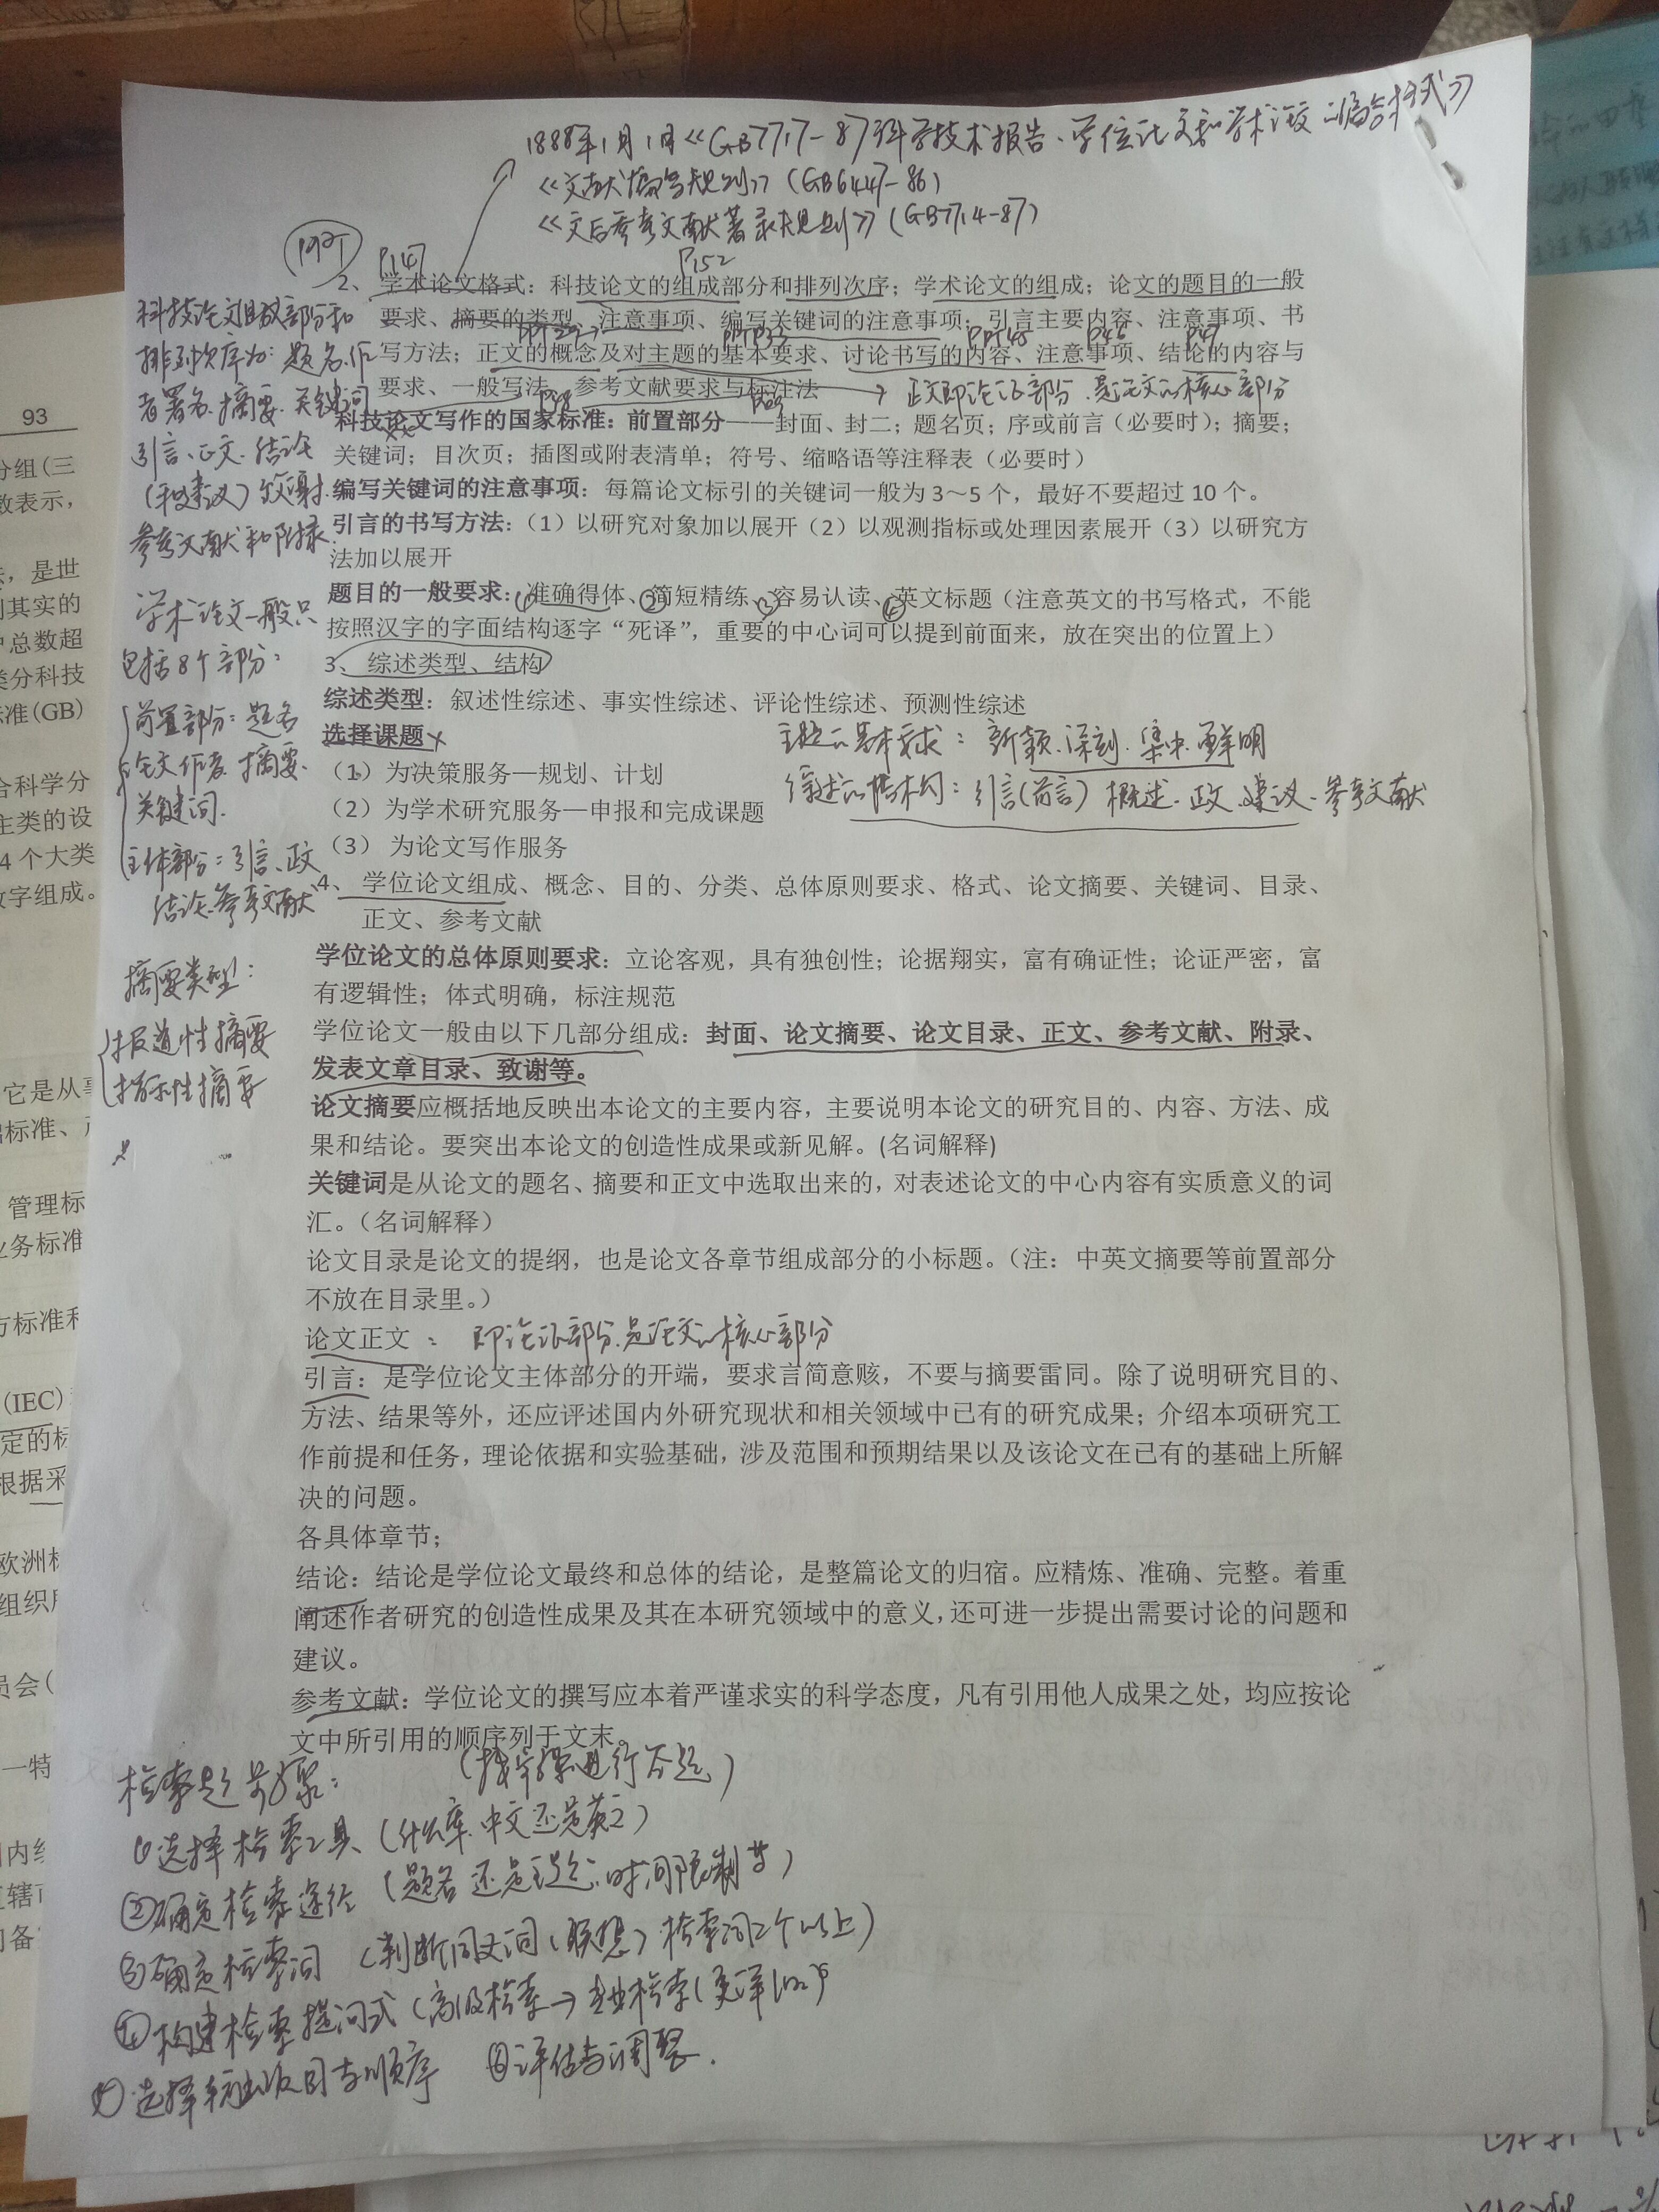 1988年1月1日《GB7717-87科学技术报告、学位论文和学术论文的编写格式》
《文献摘写规则》(GB6447-86)
《文后参考文献著录规则》(GB7714-87)
P147
P152
2、学术论文格式：科技论文的组成部分和排列次序；学术论文的组成；论文的题目的一般
要求、摘要的类型、注意事项、编写关键词的注意事项；引言主要内容、注意事项、书
写方法；正文的概念及对主题的基本要求、讨论书写的内容、注意事项、结论的内容与
要求、一般写法、参考文献要求与标注法
正文即论证部分.是论文的核心部分
科技论文写作的国家标准：前置部分——封面、封二；题名页；序或前言（必要时）；摘要；
关键词；目次页；插图或附表清单；符号、缩略语等注释表（必要时）
编写关键词的注意事项：每篇论文标引的关键词一般为 3～5 个，最好不要超过 10 个。
引言的书写方法：（1）以研究对象加以展开（2）以观测指标或处理因素展开（3）以研究方
法加以展开
题目的一般要求：①准确得体、②简短精练、③容易认读、④英文标题（注意英文的书写格式，不能
按照汉字的字面结构逐字“死译”，重要的中心词可以提到前面来，放在突出的位置上）
3、综述类型、结构
综述类型：叙述性综述、事实性综述、评论性综述、预测性综述
选择课题
主题的基本要求：新颖.深刻.集中.鲜明
（1）为决策服务—规划、计划
综述的结构：引言(前言) 概述.正文.建议.参考文献
（2）为学术研究服务—申报和完成课题
（3） 为论文写作服务
4、学位论文组成、概念、目的、分类、总体原则要求、格式、论文摘要、关键词、目录、
正文、参考文献
学位论文的总体原则要求：立论客观，具有独创性；论据翔实，富有确证性；论证严密，富
有逻辑性；体式明确，标注规范
学位论文一般由以下几部分组成：封面、论文摘要、论文目录、正文、参考文献、附录、
发表文章目录、致谢等。
论文摘要应概括地反映出本论文的主要内容，主要说明本论文的研究目的、内容、方法、成
果和结论。要突出本论文的创造性成果或新见解。(名词解释)
关键词是从论文的题名、摘要和正文中选取出来的，对表述论文的中心内容有实质意义的词
汇。（名词解释）
论文目录是论文的提纲，也是论文各章节组成部分的小标题。（注：中英文摘要等前置部分
不放在目录里。）
论文正文：即论证部分.是论文的核心部分
引言：是学位论文主体部分的开端，要求言简意赅，不要与摘要雷同。除了说明研究目的、
方法、结果等外，还应评述国内外研究现状和相关领域中已有的研究成果；介绍本项研究工
作前提和任务，理论依据和实验基础，涉及范围和预期结果以及该论文在已有的基础上所解
决的问题。
各具体章节；
结论：结论是学位论文最终和总体的结论，是整篇论文的归宿。应精炼、准确、完整。着重
阐述作者研究的创造性成果及其在本研究领域中的意义，还可进一步提出需要讨论的问题和
建议。
参考文献：学位论文的撰写应本着严谨求实的科学态度，凡有引用他人成果之处，均应按论
文中所引用的顺序列于文末。
科技论文组成部分和
排列次序为：题名.作
者署名.摘要.关键词
引言、正文.结论
(和建议) 致谢.
参考文献和附录.
学术论文一般只
包括8个部分：
前置部分：题名
论文作者.摘要.
关键词.
主体部分：引言、正文
结论.参考文献
摘要类型：
报道性摘要
指示性摘要
检索题步骤：(按步骤进行答题)
①选择检索工具(什么库.中文还是英文)
②确定检索途径(题名还是主题.时间限制等)
③确定检索词(判断同义词(联想)检索词2个以上)
④构建检索提问式(高级检索→专业检索
⑤选择输出项目与顺序 ⑥评估与调整.
93
分组(三
数表示，
，是世
其实的
总数超
类分科技
准(GB)
合科学分
主类的设
4 个大类
数字组成。
管理标
业务标准
(IEC)
定的标
根据采
欧洲标